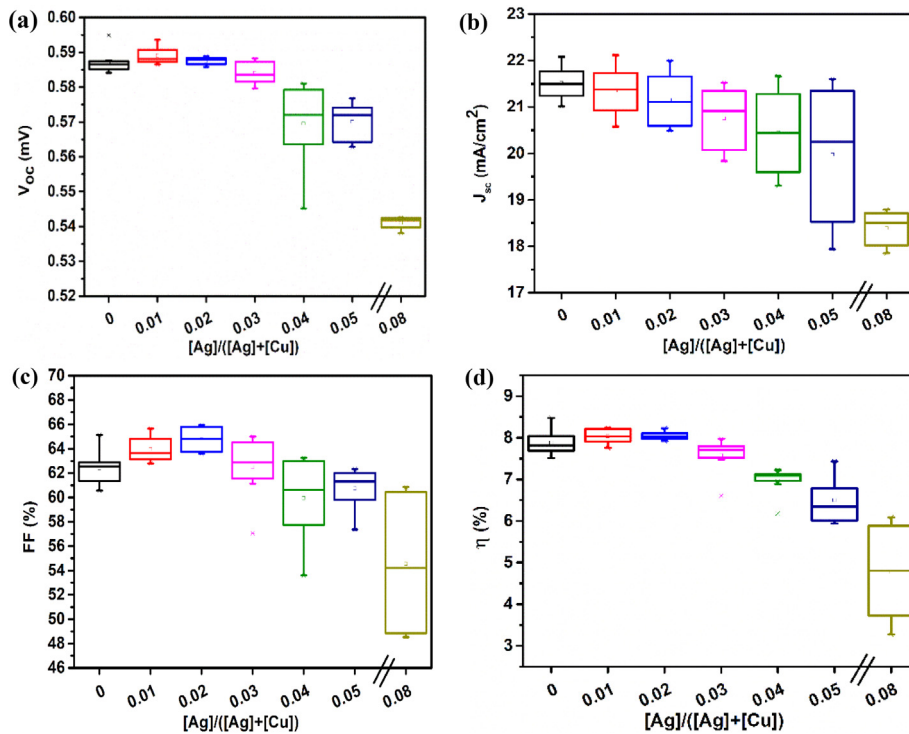 (a)
0.60
0.59
0.58
0.57
0.56
0.55
0.54
0.53
0.52
V_OC (mV)
0 0.01 0.02 0.03 0.04 0.05 0.08
[Ag]/([Ag]+[Cu])
(b)
23
22
21
20
19
18
17
J_sc (mA/cm²)
0 0.01 0.02 0.03 0.04 0.05 0.08
[Ag]/([Ag]+[Cu])
(c)
70
68
66
64
62
60
58
56
54
52
50
48
46
FF (%)
0 0.01 0.02 0.03 0.04 0.05 0.08
[Ag]/([Ag]+[Cu])
(d)
9
8
7
6
5
4
3
η (%)
0 0.01 0.02 0.03 0.04 0.05 0.08
[Ag]/([Ag]+[Cu])